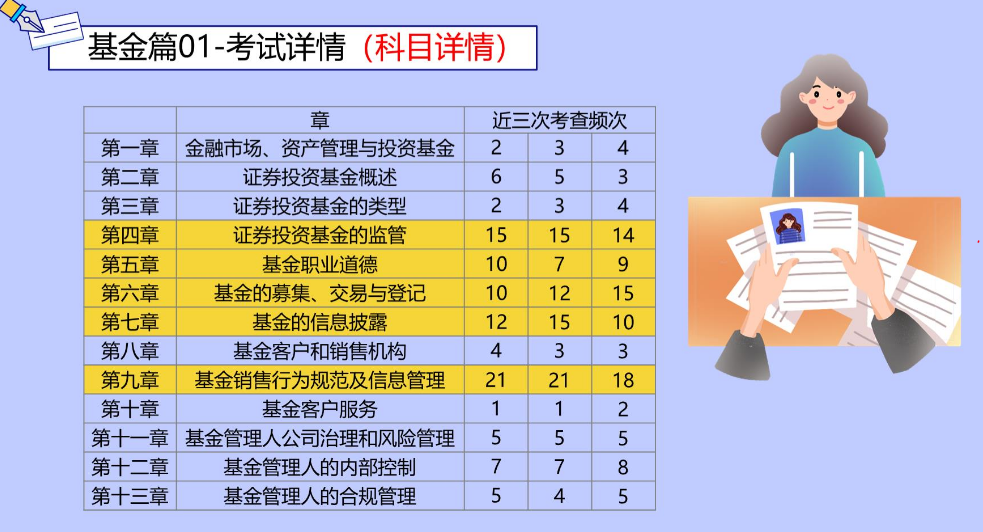 基金篇01-考试详情（科目详情）
章 近三次考查频次
第一章 金融市场、资产管理与投资基金 2 3 4
第二章 证券投资基金概述 6 5 3
第三章 证券投资基金的类型 2 3 4
第四章 证券投资基金的监管 15 15 14
第五章 基金职业道德 10 7 9
第六章 基金的募集、交易与登记 10 12 15
第七章 基金的信息披露 12 15 10
第八章 基金客户和销售机构 4 3 3
第九章 基金销售行为规范及信息管理 21 21 18
第十章 基金客户服务 1 1 2
第十一章 基金管理人公司治理和风险管理 5 5 5
第十二章 基金管理人的内部控制 7 7 8
第十三章 基金管理人的合规管理 5 4 5